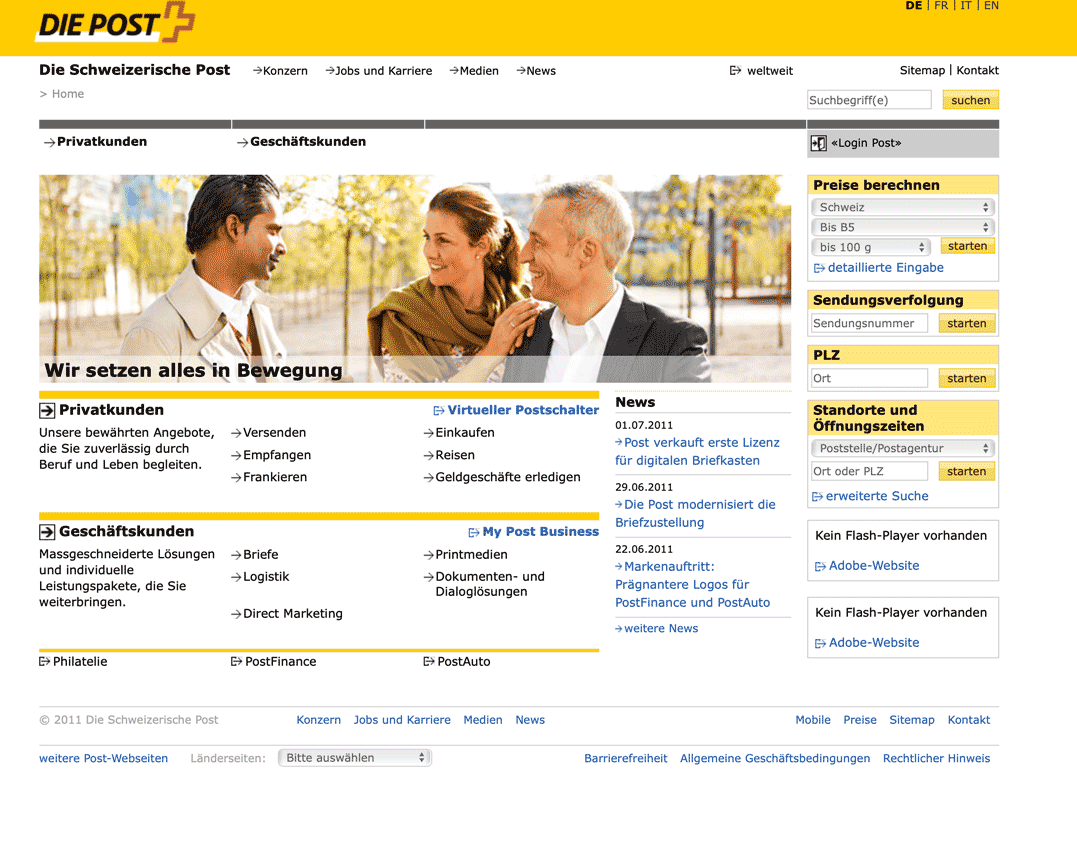 DIE POST
DE | FR | IT | EN
Die Schweizerische Post
Konzern
Jobs und Karriere
Medien
News
weltweit
Sitemap | Kontakt
> Home
Suchbegriff(e)
suchen
Privatkunden
Geschäftskunden
«Login Post»
Wir setzen alles in Bewegung
Privatkunden
Virtueller Postschalter
Unsere bewährten Angebote,
die Sie zuverlässig durch
Beruf und Leben begleiten.
Versenden
Empfangen
Frankieren
Einkaufen
Reisen
Geldgeschäfte erledigen
Geschäftskunden
My Post Business
Massgeschneiderte Lösungen
und individuelle
Leistungspakete, die Sie
weiterbringen.
Briefe
Logistik
Direct Marketing
Printmedien
Dokumenten- und
Dialoglösungen
Philatelie
PostFinance
PostAuto
News
01.07.2011
Post verkauft erste Lizenz
für digitalen Briefkasten
29.06.2011
Die Post modernisiert die
Briefzustellung
22.06.2011
Markenauftritt:
Prägnantere Logos für
PostFinance und PostAuto
weitere News
Preise berechnen
Schweiz
Bis B5
bis 100 g
starten
detaillierte Eingabe
Sendungsverfolgung
Sendungsnummer
starten
PLZ
Ort
starten
Standorte und
Öffnungszeiten
Poststelle/Postagentur
Ort oder PLZ
starten
erweiterte Suche
Kein Flash-Player vorhanden
Adobe-Website
Kein Flash-Player vorhanden
Adobe-Website
© 2011 Die Schweizerische Post
Konzern
Jobs und Karriere
Medien
News
Mobile
Preise
Sitemap
Kontakt
weitere Post-Webseiten
Länderseiten:
Bitte auswählen
Barrierefreiheit
Allgemeine Geschäftsbedingungen
Rechtlicher Hinweis